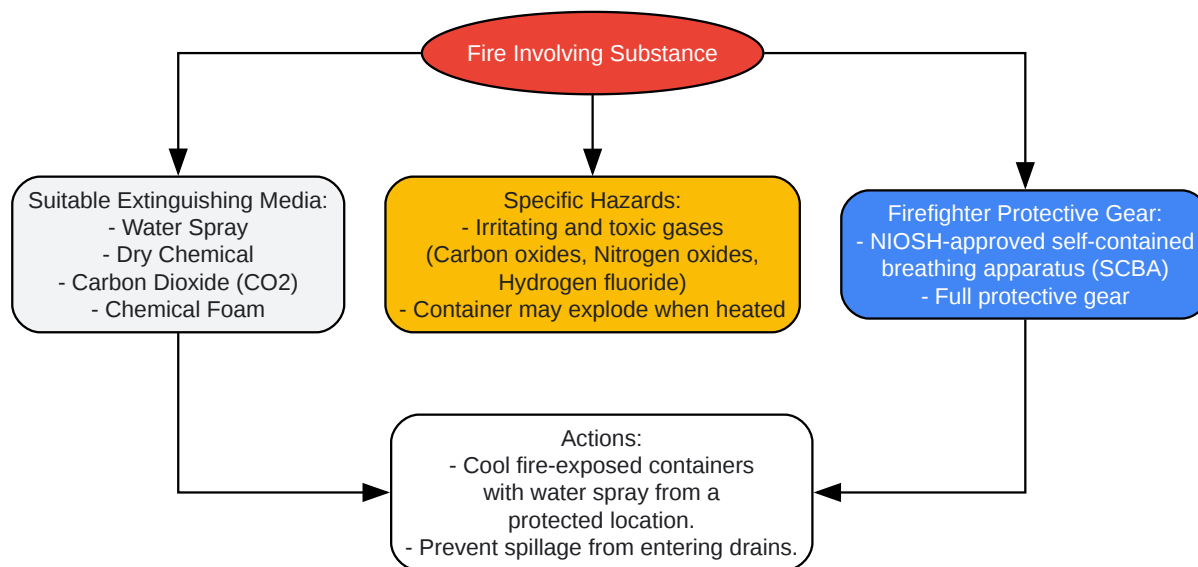 Fire Involving Substance
Suitable Extinguishing Media:
- Water Spray
- Dry Chemical
- Carbon Dioxide (CO2)
- Chemical Foam
Specific Hazards:
- Irritating and toxic gases
(Carbon oxides, Nitrogen oxides,
Hydrogen fluoride)
- Container may explode when heated
Firefighter Protective Gear:
- NIOSH-approved self-contained
breathing apparatus (SCBA)
- Full protective gear
Actions:
- Cool fire-exposed containers
with water spray from a
protected location.
- Prevent spillage from entering drains.